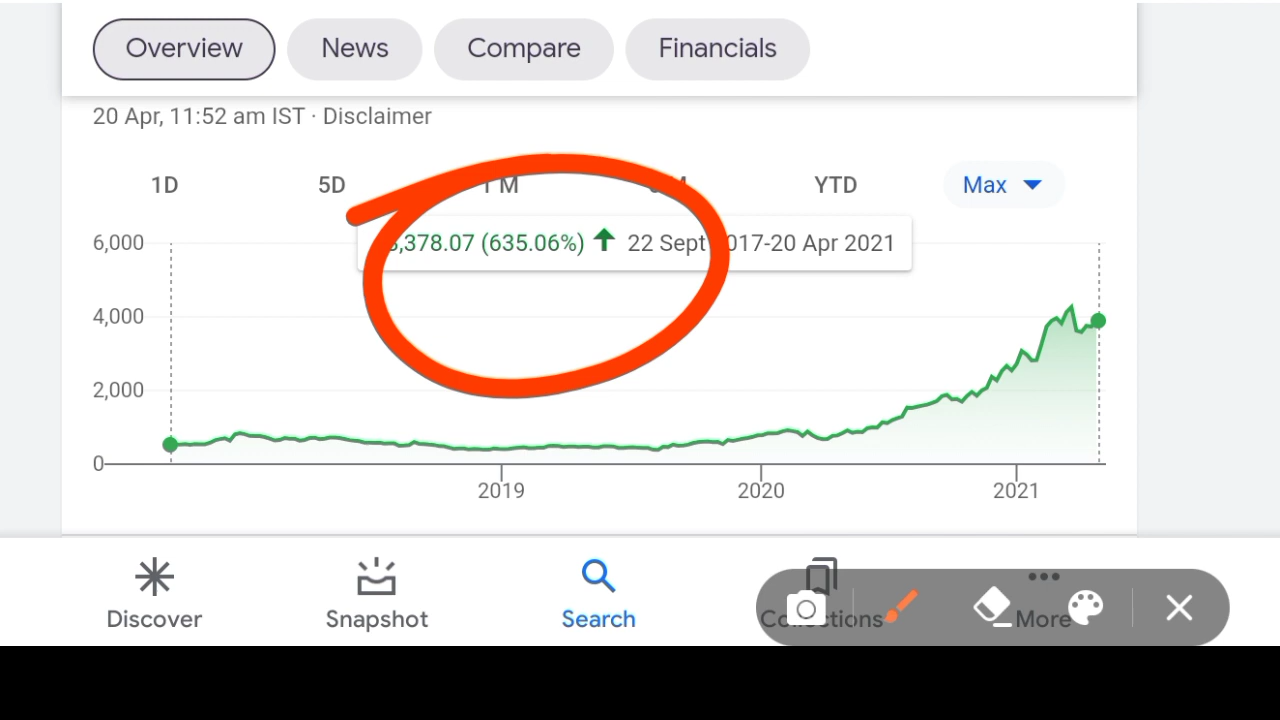 Overview News Compare Financials
20 Apr, 11:52 am IST · Disclaimer
1D 5D YTD Max
,378.07 (635.06%) 22 Sept 017-20 Apr 2021
6,000
4,000
2,000
0
2019 2020 2021
Discover Snapshot Search Collections More